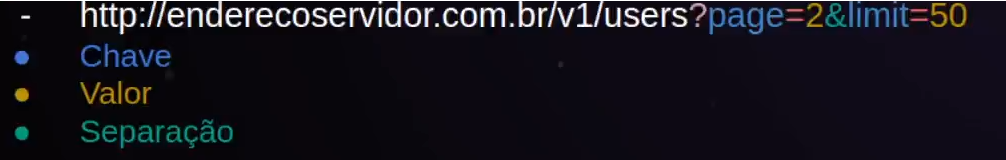 - http://enderecoservidor.com.br/v1/users?page=2&limit=50
● Chave
● Valor
● Separação